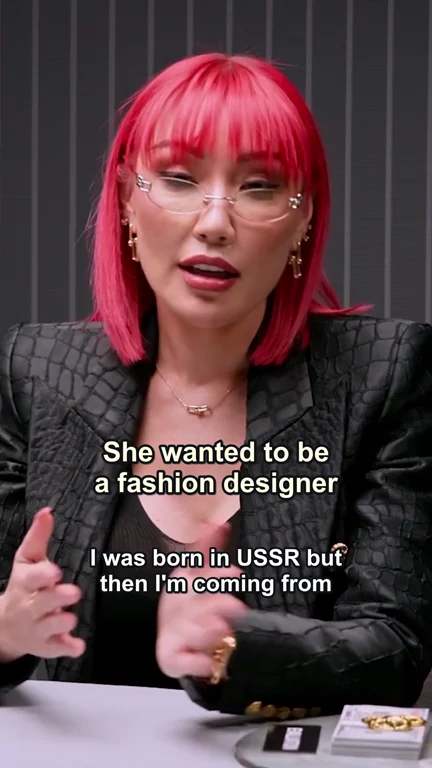 She wanted to be
a fashion designer
I was born in USSR but
then I'm coming from